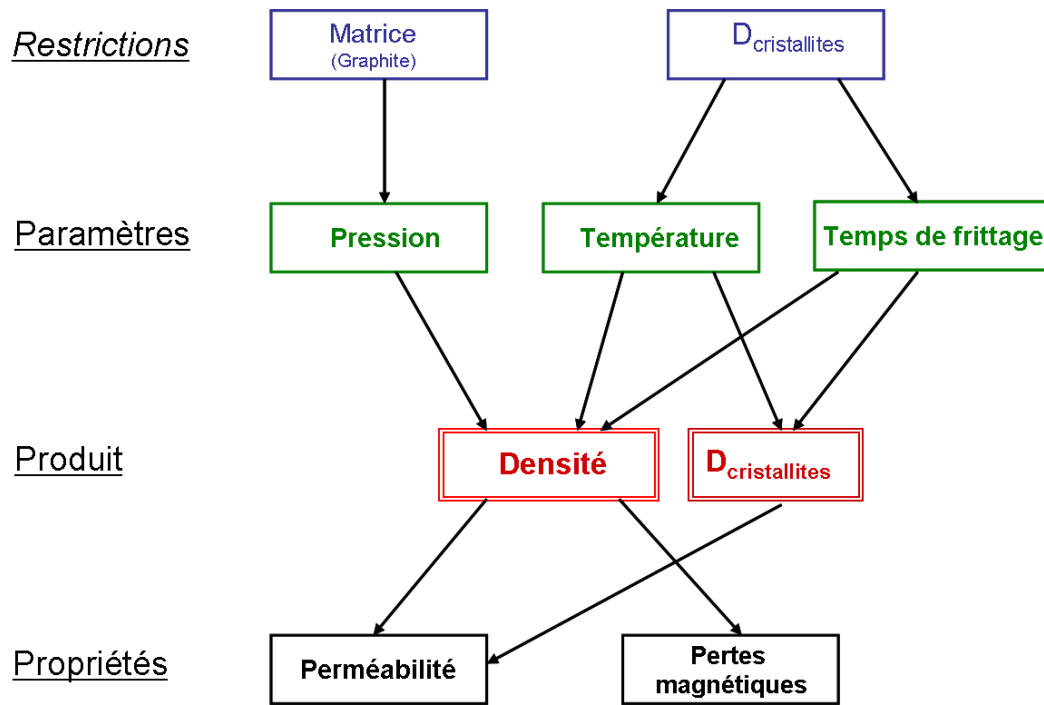 Restrictions
Matrice
(Graphite)
Dcristallites
Paramètres
Pression
Température
Temps de frittage
Produit
Densité
Dcristallites
Propriétés
Perméabilité
Pertes
magnétiques